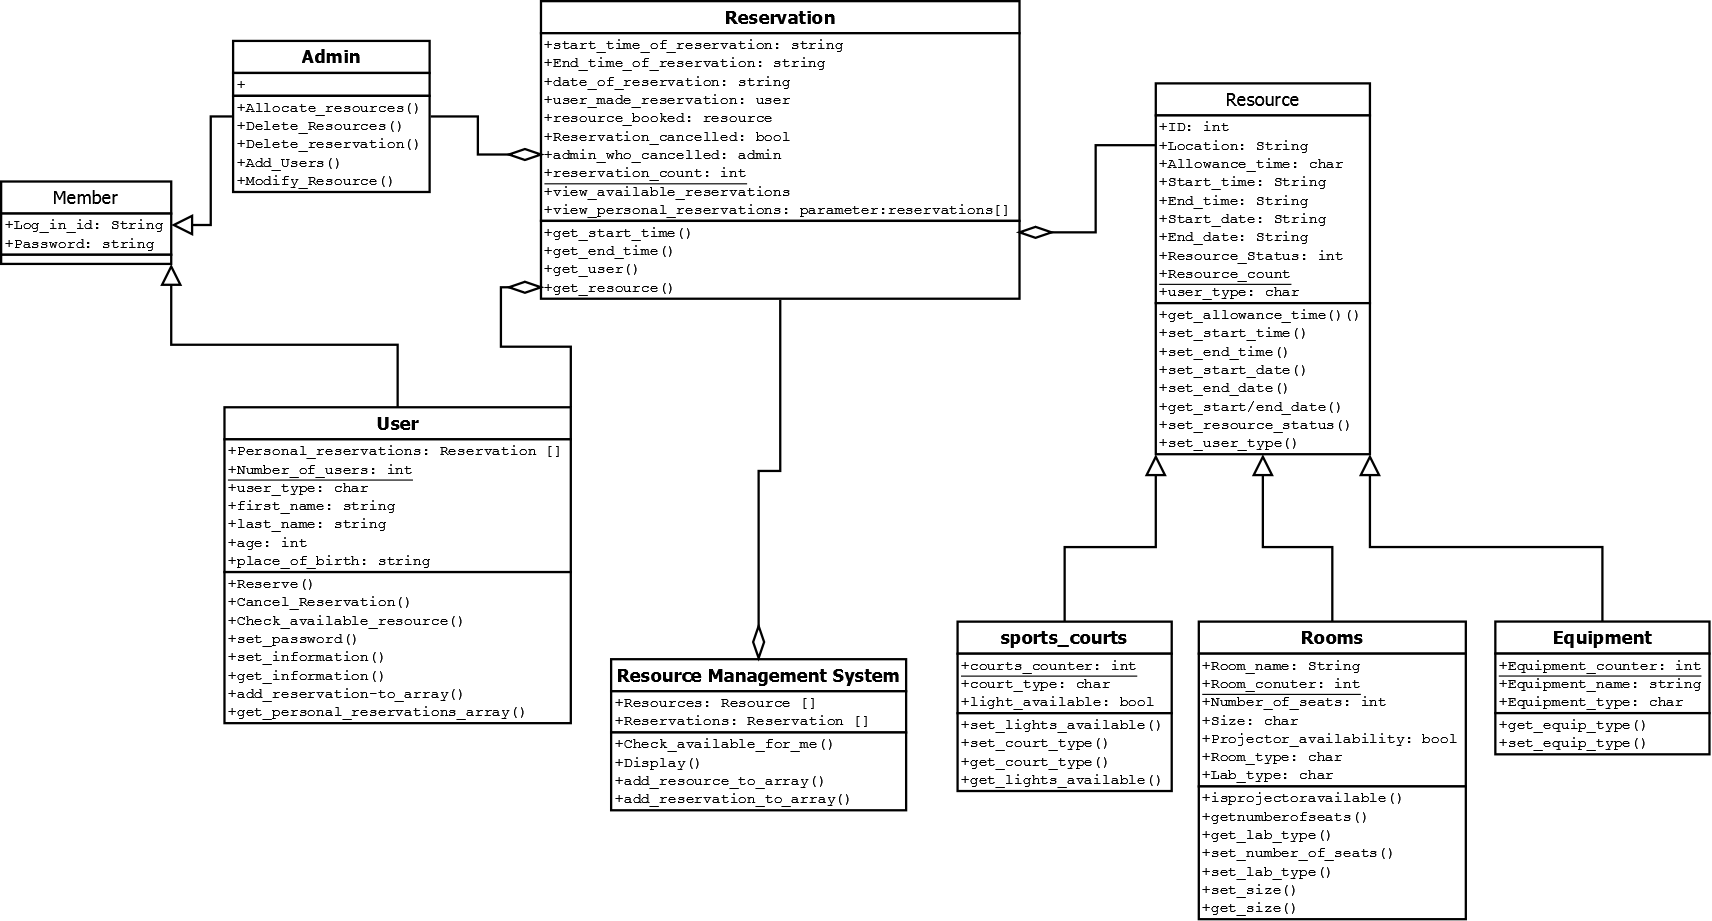 Reservation
+start_time_of_reservation: string
+End_time_of_reservation: string
+date_of_reservation: string
+user_made_reservation: user
+resource_booked: resource
+Reservation_cancelled: bool
+admin_who_cancelled: admin
+reservation_count: int
+view_available_reservations
+view_personal_reservations: parameter:reservations[]
+get_start_time()
+get_end_time()
+get_user()
+get_resource()
Admin
+
+Allocate_resources()
+Delete_Resources()
+Delete_reservation()
+Add_Users()
+Modify_Resource()
Member
+Log_in_id: String
+Password: string
Resource
+ID: int
+Location: String
+Allowance_time: char
+Start_time: String
+End_time: String
+Start_date: String
+End_date: String
+Resource_Status: int
+Resource_count
+user_type: char
+get_allowance_time()()
+set_start_time()
+set_end_time()
+set_start_date()
+set_end_date()
+get_start/end_date()
+set_resource_status()
+set_user_type()
User
+Personal_reservations: Reservation []
+Number_of_users: int
+user_type: char
+first_name: string
+last_name: string
+age: int
+place_of_birth: string
+Reserve()
+Cancel_Reservation()
+Check_available_resource()
+set_password()
+set_information()
+get_information()
+add_reservation-to_array()
+get_personal_reservations_array()
Resource Management System
+Resources: Resource []
+Reservations: Reservation []
+Check_available_for_me()
+Display()
+add_resource_to_array()
+add_reservation_to_array()
sports_courts
+courts_counter: int
+court_type: char
+light_available: bool
+set_lights_available()
+set_court_type()
+get_court_type()
+get_lights_available()
Rooms
+Room_name: String
+Room_conuter: int
+Number_of_seats: int
+Size: char
+Projector_availability: bool
+Room_type: char
+Lab_type: char
+isprojectoravailable()
+getnumberofseats()
+get_lab_type()
+set_number_of_seats()
+set_lab_type()
+set_size()
+get_size()
Equipment
+Equipment_counter: int
+Equipment_name: string
+Equipment_type: char
+get_equip_type()
+set_equip_type()